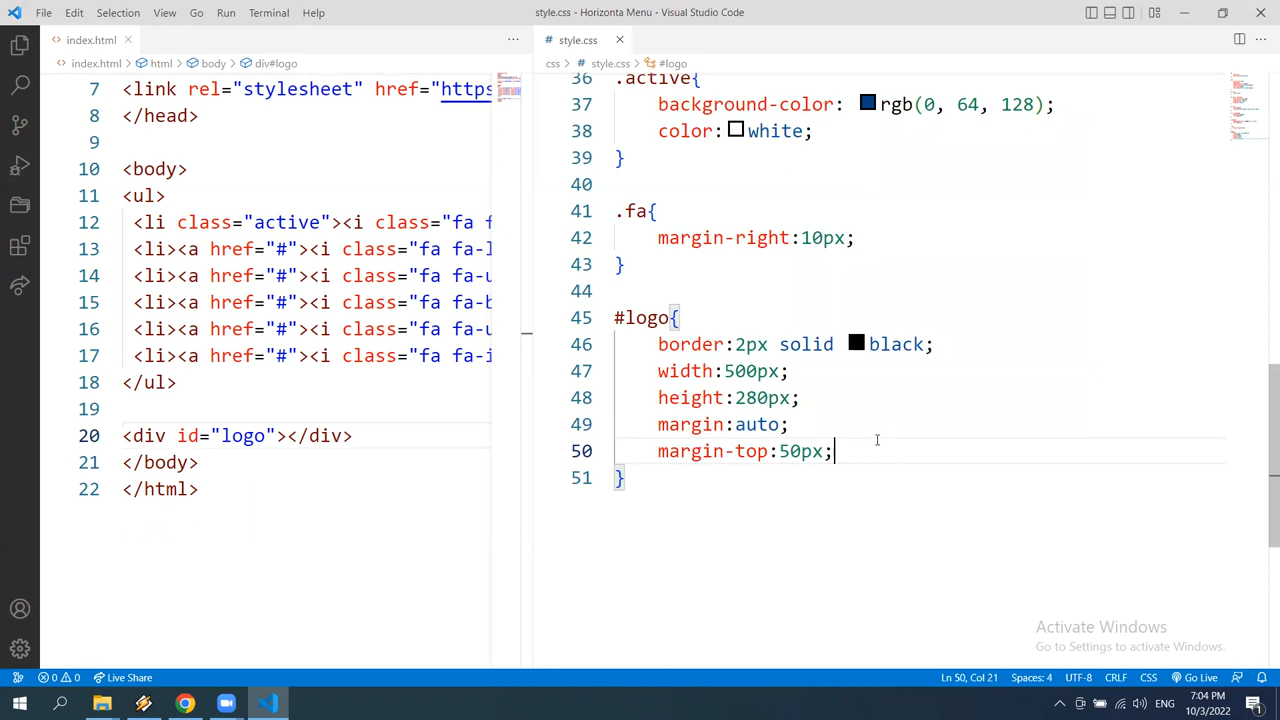 File Edit Selection View Go Run Terminal Help
style.css - Horizonta Menu - Visual Studio Code
index.html
index.html > html > body > div#logo
7 <link rel="stylesheet" href="https
8 </head>
9
10 <body>
11 <ul>
12 <li class="active"><i class="fa f
13 <li><a href="#"><i class="fa fa-l
14 <li><a href="#"><i class="fa fa-u
15 <li><a href="#"><i class="fa fa-b
16 <li><a href="#"><i class="fa fa-u
17 <li><a href="#"><i class="fa fa-i
18 </ul>
19
20 <div id="logo"></div>
21 </body>
22 </html>
style.css
css > style.css > #logo
36 .active{
37 background-color: rgb(0, 64, 128);
38 color:white;
39 }
40
41 .fa{
42 margin-right:10px;
43 }
44
45 #logo{
46 border:2px solid black;
47 width:500px;
48 height:280px;
49 margin:auto;
50 margin-top:50px;
51 }
Activate Windows
Go to Settings to activate Windows.
0 0 Live Share
Ln 50, Col 21 Spaces: 4 UTF-8 CRLF CSS Go Live
ENG
7:04 PM
10/3/2022
1